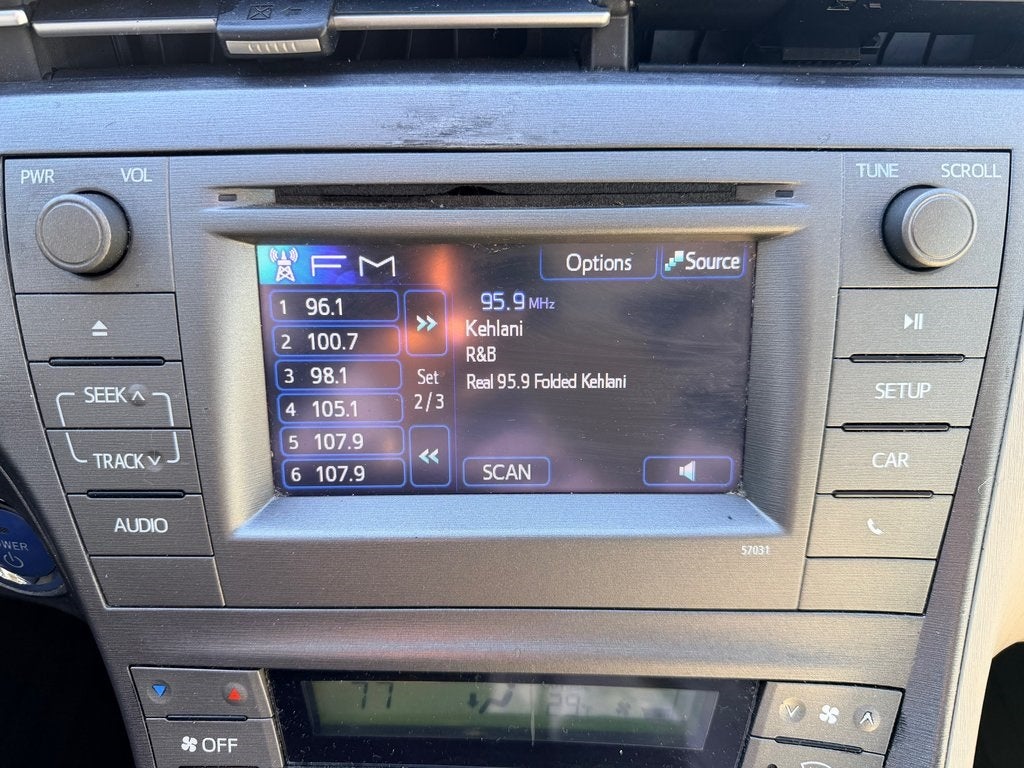 PWR VOL
TUNE SCROLL
FM
Options
Source
1 96.1
2 100.7
3 98.1
4 105.1
5 107.9
6 107.9
Set
2/3
95.9 MHz
Kehlani
R&B
Real 95.9 Folded Kehlani
SCAN
SEEK
TRACK
AUDIO
SETUP
CAR
57031
77
OFF